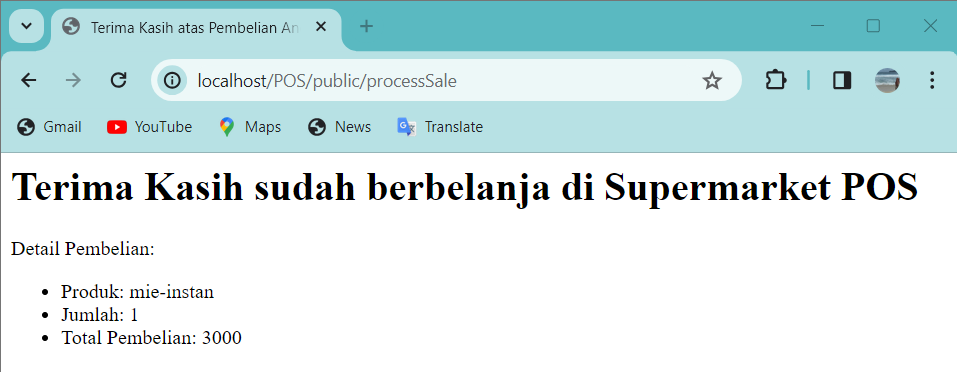 Terima Kasih atas Pembelian An
localhost/POS/public/processSale
Gmail YouTube Maps News Translate
Terima Kasih sudah berbelanja di Supermarket POS
Detail Pembelian:
Produk: mie-instan
Jumlah: 1
Total Pembelian: 3000